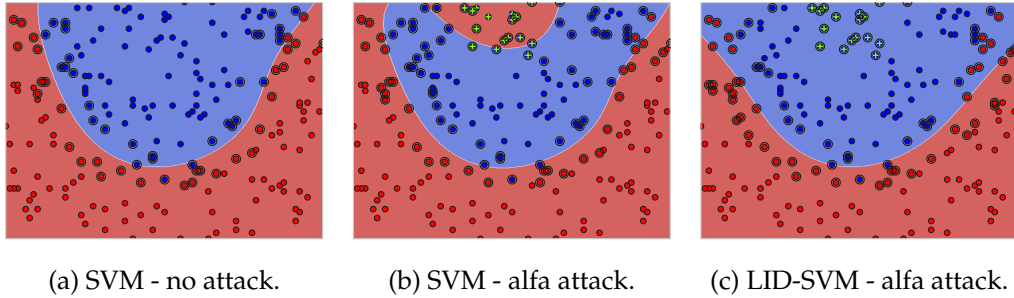 (a) SVM - no attack.
(b) SVM - alfa attack.
(c) LID-SVM - alfa attack.